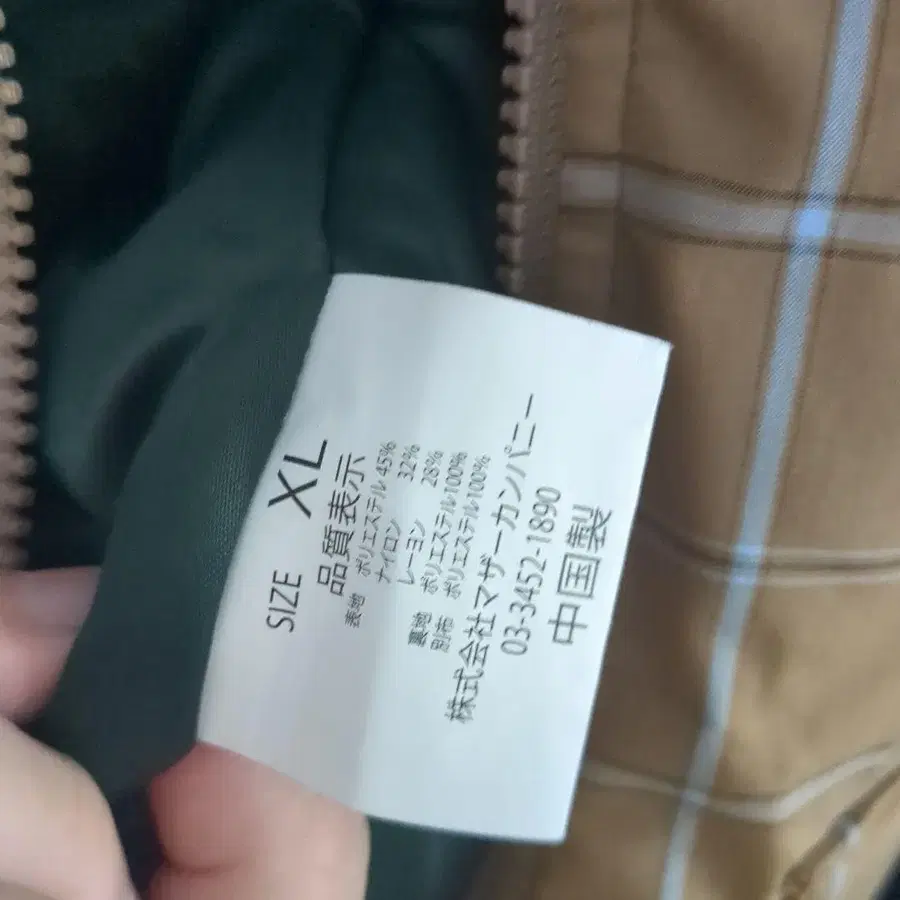 SIZE XL
品質表示
表地 ポリエステル 45%
ナイロン 32%
レーヨン 28%
裏地 ポリエステル100%
別布 ポリエステル100%
株式会社マザーカンパニー
03-3452-1890
中国製